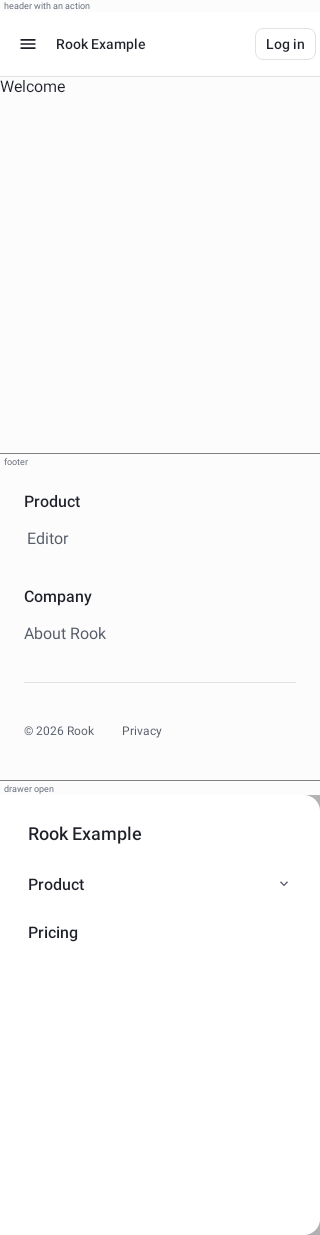 header with an action
Rook Example
Log in
Welcome
footer
Product
Editor
Company
About Rook
© 2026 Rook
Privacy
drawer open
Rook Example
Product
Pricing